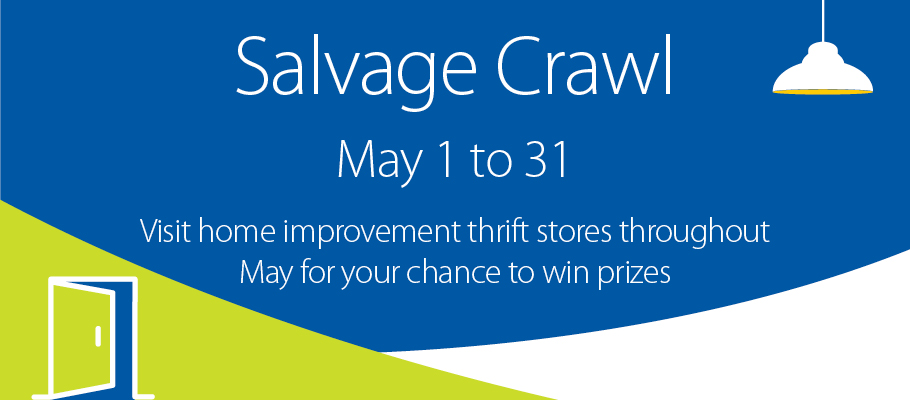 Salvage Crawl
May 1 to 31
Visit home improvement thrift stores throughout
May for your chance to win prizes